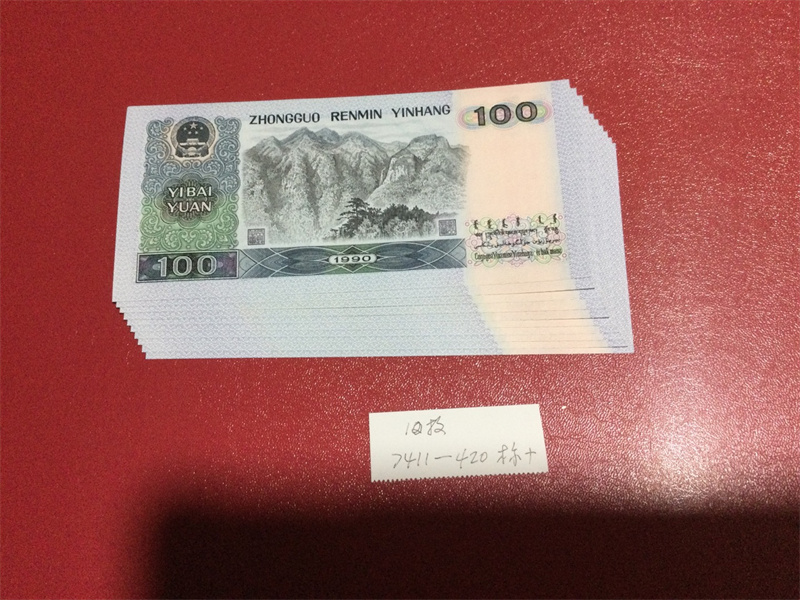 ZHONGGUO RENMIN YINHANG
100
YIBAI
YUAN
100
1990
10枚
7411—420 标十